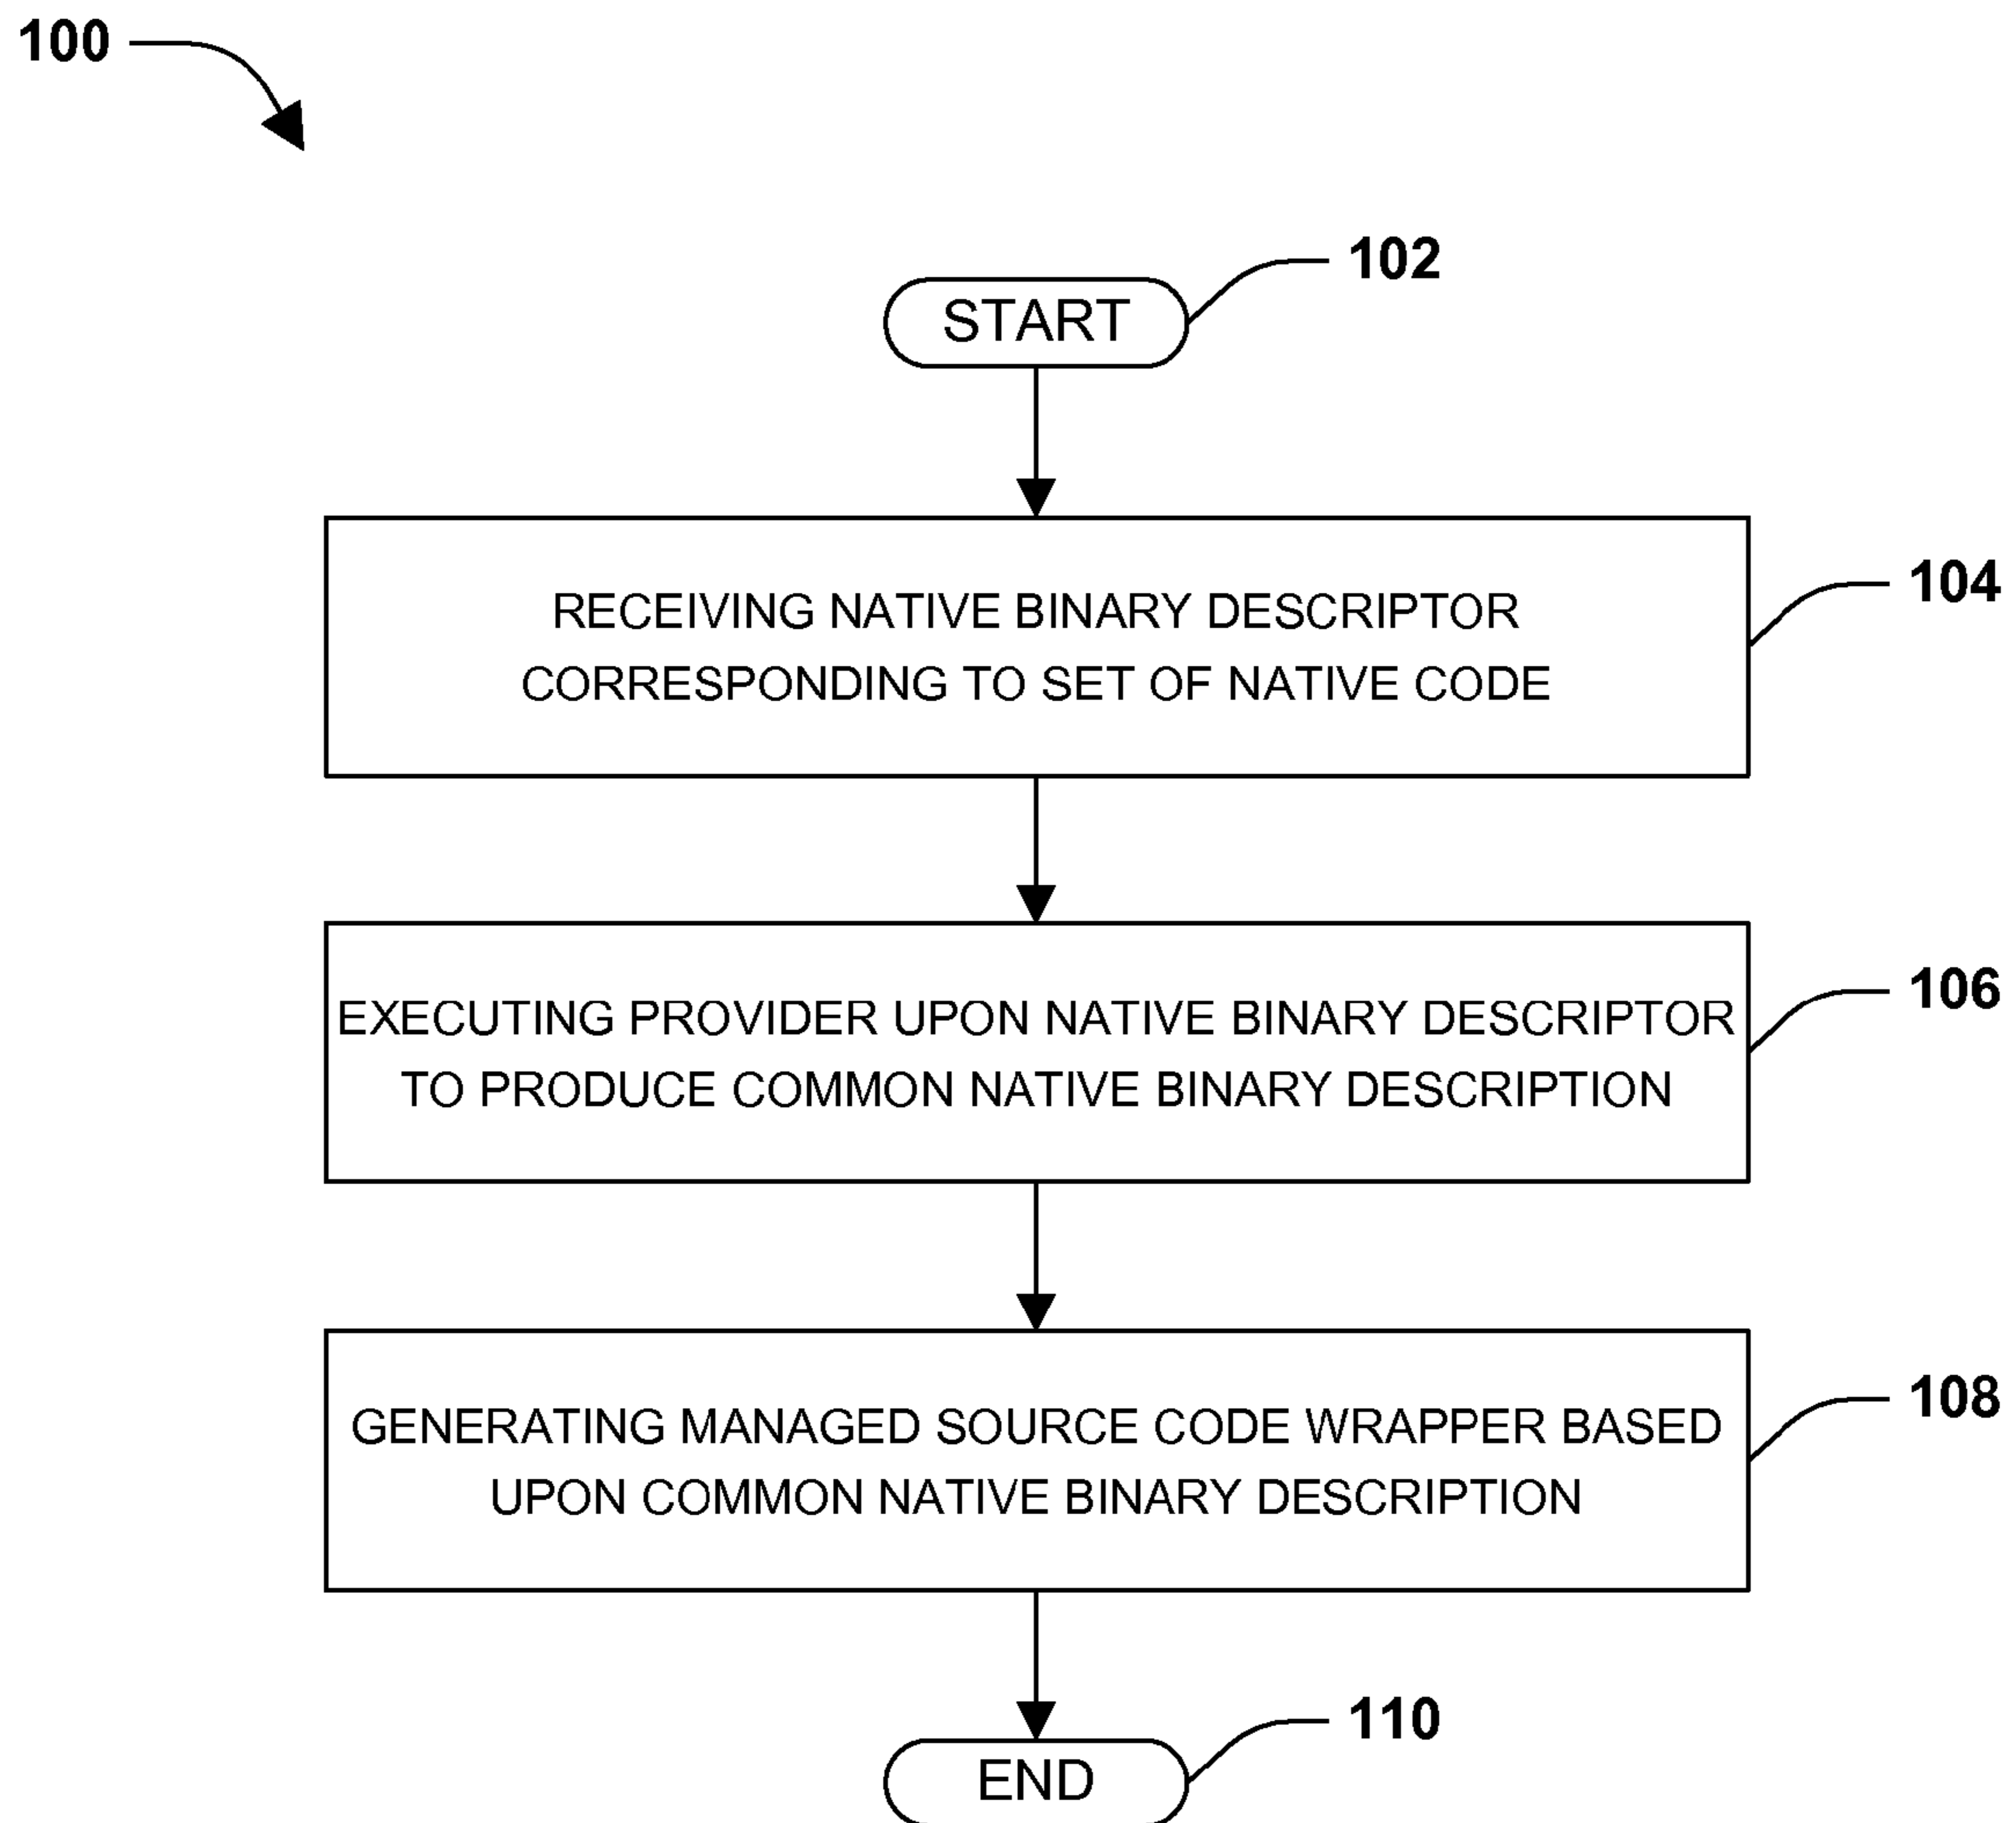 100
102
START
104
RECEIVING NATIVE BINARY DESCRIPTOR
CORRESPONDING TO SET OF NATIVE CODE
106
EXECUTING PROVIDER UPON NATIVE BINARY DESCRIPTOR
TO PRODUCE COMMON NATIVE BINARY DESCRIPTION
108
GENERATING MANAGED SOURCE CODE WRAPPER BASED
UPON COMMON NATIVE BINARY DESCRIPTION
110
END